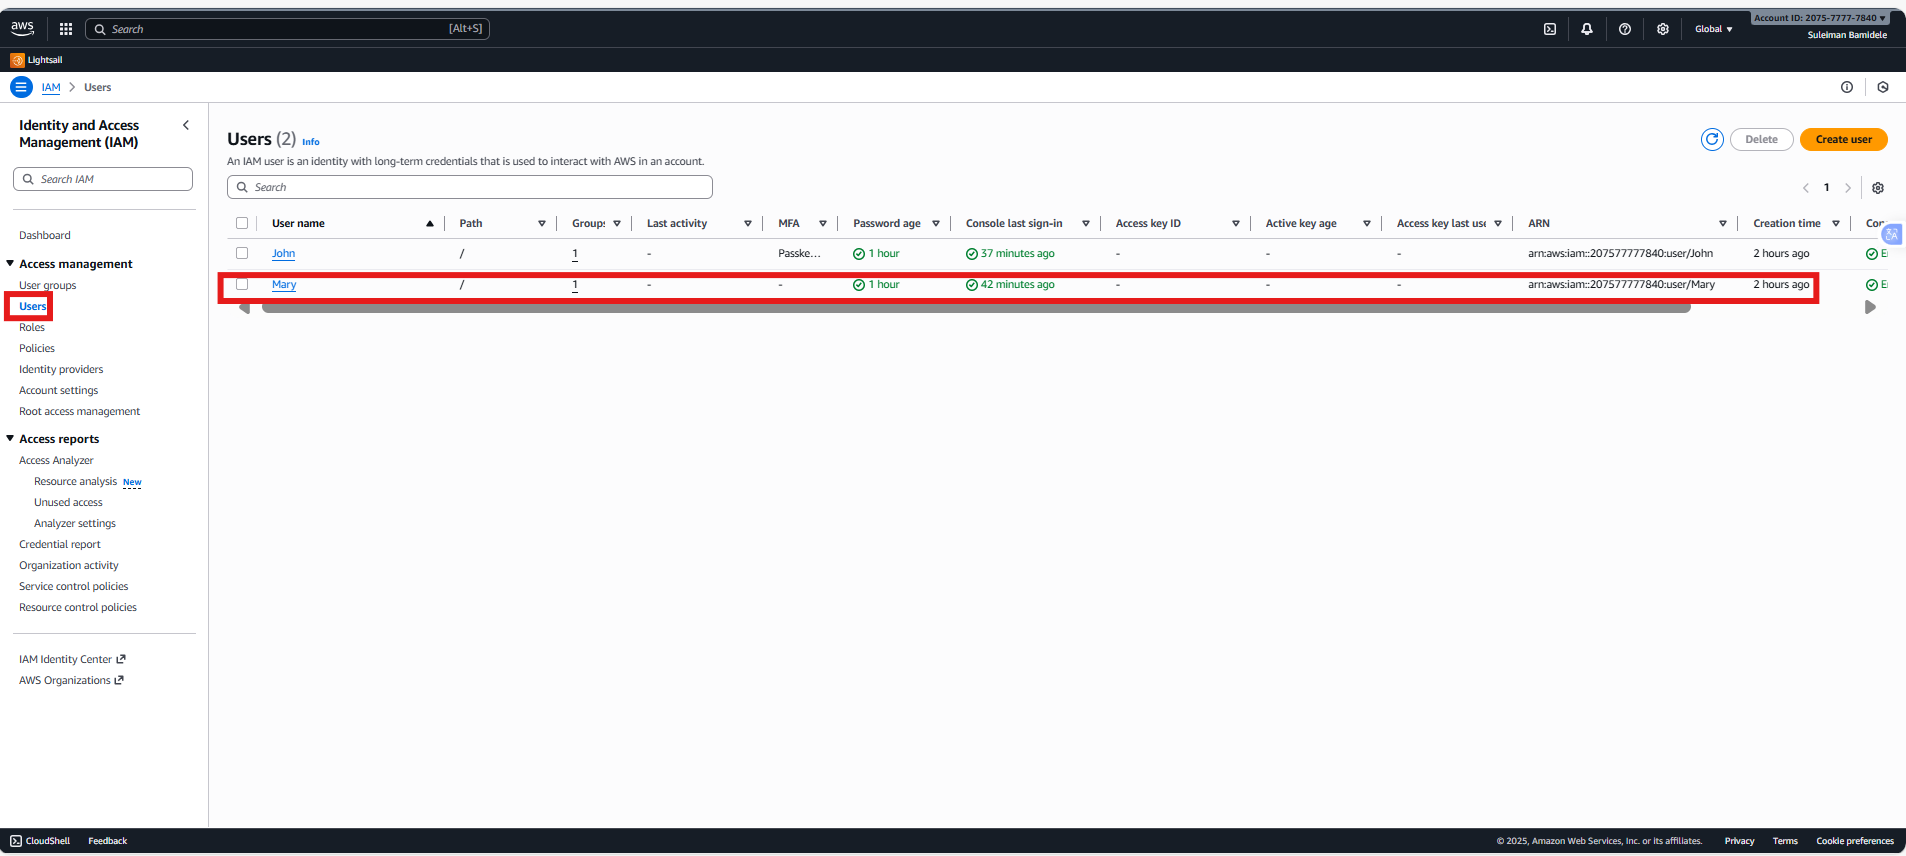 aws
Search [Alt+S]
Global
Account ID: 2075-7777-7840
Suleiman Bamidele
Lightsail
IAM > Users
Identity and Access Management (IAM)
Search IAM
Dashboard
Access management
User groups
Users
Roles
Policies
Identity providers
Account settings
Root access management
Access reports
Access Analyzer
Resource analysis New
Unused access
Analyzer settings
Credential report
Organization activity
Service control policies
Resource control policies
IAM Identity Center
AWS Organizations
Users (2) Info
Delete
Create user
An IAM user is an identity with long-term credentials that is used to interact with AWS in an account.
Search
1
User name Path Group: Last activity MFA Password age Console last sign-in Access key ID Active key age Access key last use ARN Creation time Con
John / 1 - Passke... 1 hour 37 minutes ago - - - arn:aws:iam::207577777840:user/John 2 hours ago E
Mary / 1 - - 1 hour 42 minutes ago - - - arn:aws:iam::207577777840:user/Mary 2 hours ago E
CloudShell Feedback
© 2025, Amazon Web Services, Inc. or its affiliates. Privacy Terms Cookie preferences